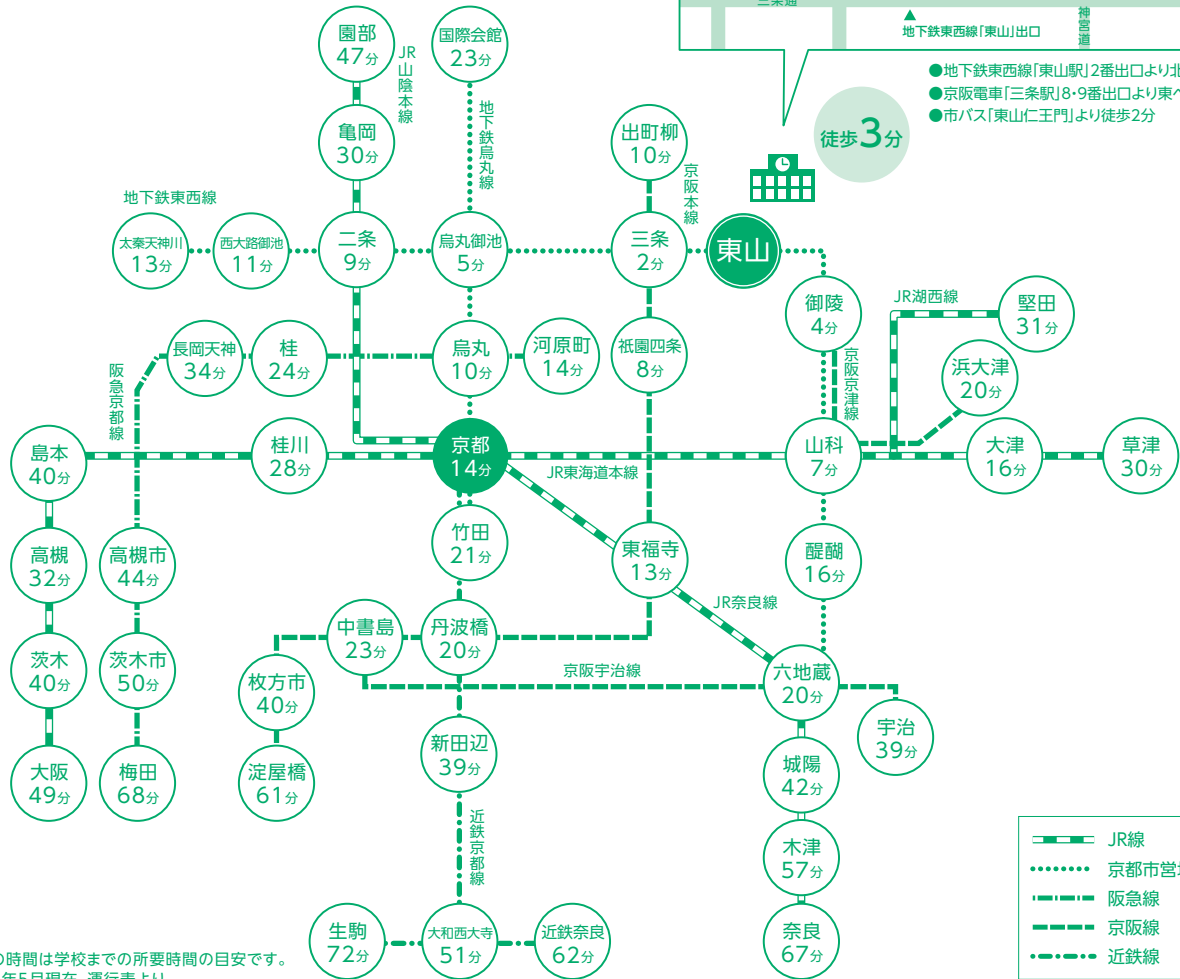 三条通
神宮道
地下鉄東西線「東山」出口
●地下鉄東西線「東山駅」2番出口より北
●京阪電車「三条駅」8・9番出口より東へ
●市バス「東山仁王門」より徒歩2分
徒歩3分
園部
47分
JR山陰本線
国際会館
23分
地下鉄烏丸線
亀岡
30分
出町柳
10分
京阪本線
地下鉄東西線
太秦天神川
13分
西大路御池
11分
二条
9分
烏丸御池
5分
三条
2分
東山
御陵
4分
JR湖西線
堅田
31分
阪急京都線
長岡天神
34分
桂
24分
烏丸
10分
河原町
14分
祇園四条
8分
京阪京津線
浜大津
20分
島本
40分
桂川
28分
京都
14分
JR東海道本線
山科
7分
大津
16分
草津
30分
高槻
32分
高槻市
44分
竹田
21分
東福寺
13分
醍醐
16分
JR奈良線
茨木
40分
茨木市
50分
中書島
23分
丹波橋
20分
京阪宇治線
六地蔵
20分
枚方市
40分
宇治
39分
大阪
49分
梅田
68分
淀屋橋
61分
新田辺
39分
城陽
42分
近鉄京都線
木津
57分
生駒
72分
大和西大寺
51分
近鉄奈良
62分
奈良
67分
JR線
京都市営
阪急線
京阪線
近鉄線
の時間は学校までの所要時間の目安です。
年5月現在 運行表より